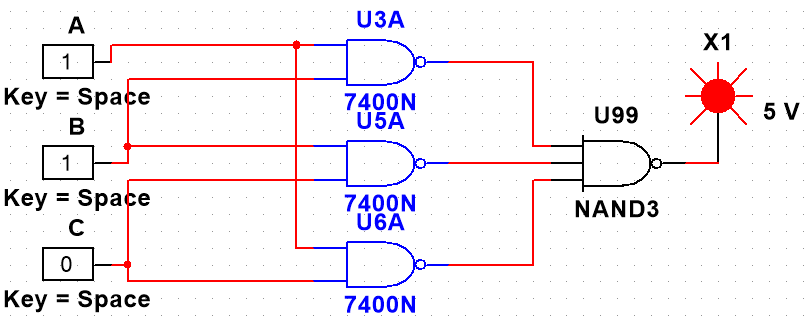 A
1
Key = Space
B
1
Key = Space
C
0
Key = Space
U3A
7400N
U5A
7400N
U6A
7400N
U99
NAND3
X1
5 V